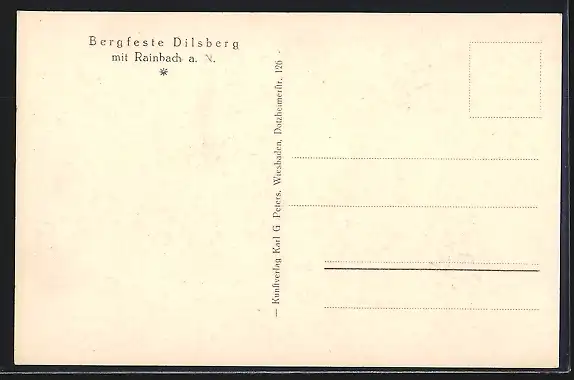 Bergfeste Dilsberg
mit Rainbach a. N.
— Kunstverlag Karl G. Peters, Wiesbaden, Dotzheimerstr. 126 -